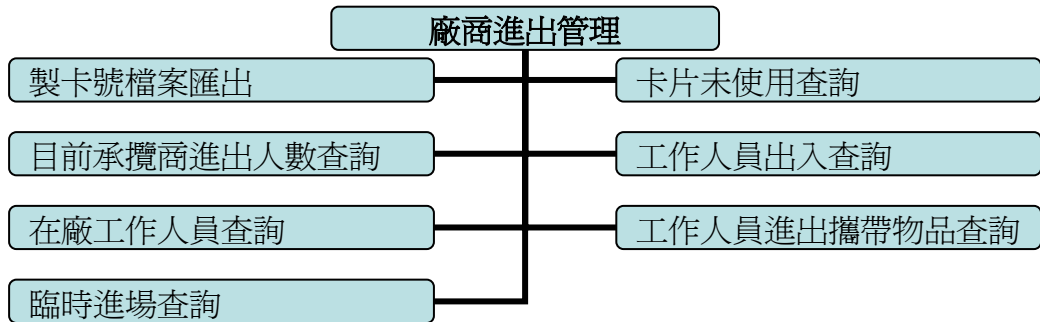 廠商進出管理
製卡號檔案匯出
卡片未使用查詢
目前承攬商進出人數查詢
工作人員出入查詢
在廠工作人員查詢
工作人員進出攜帶物品查詢
臨時進場查詢